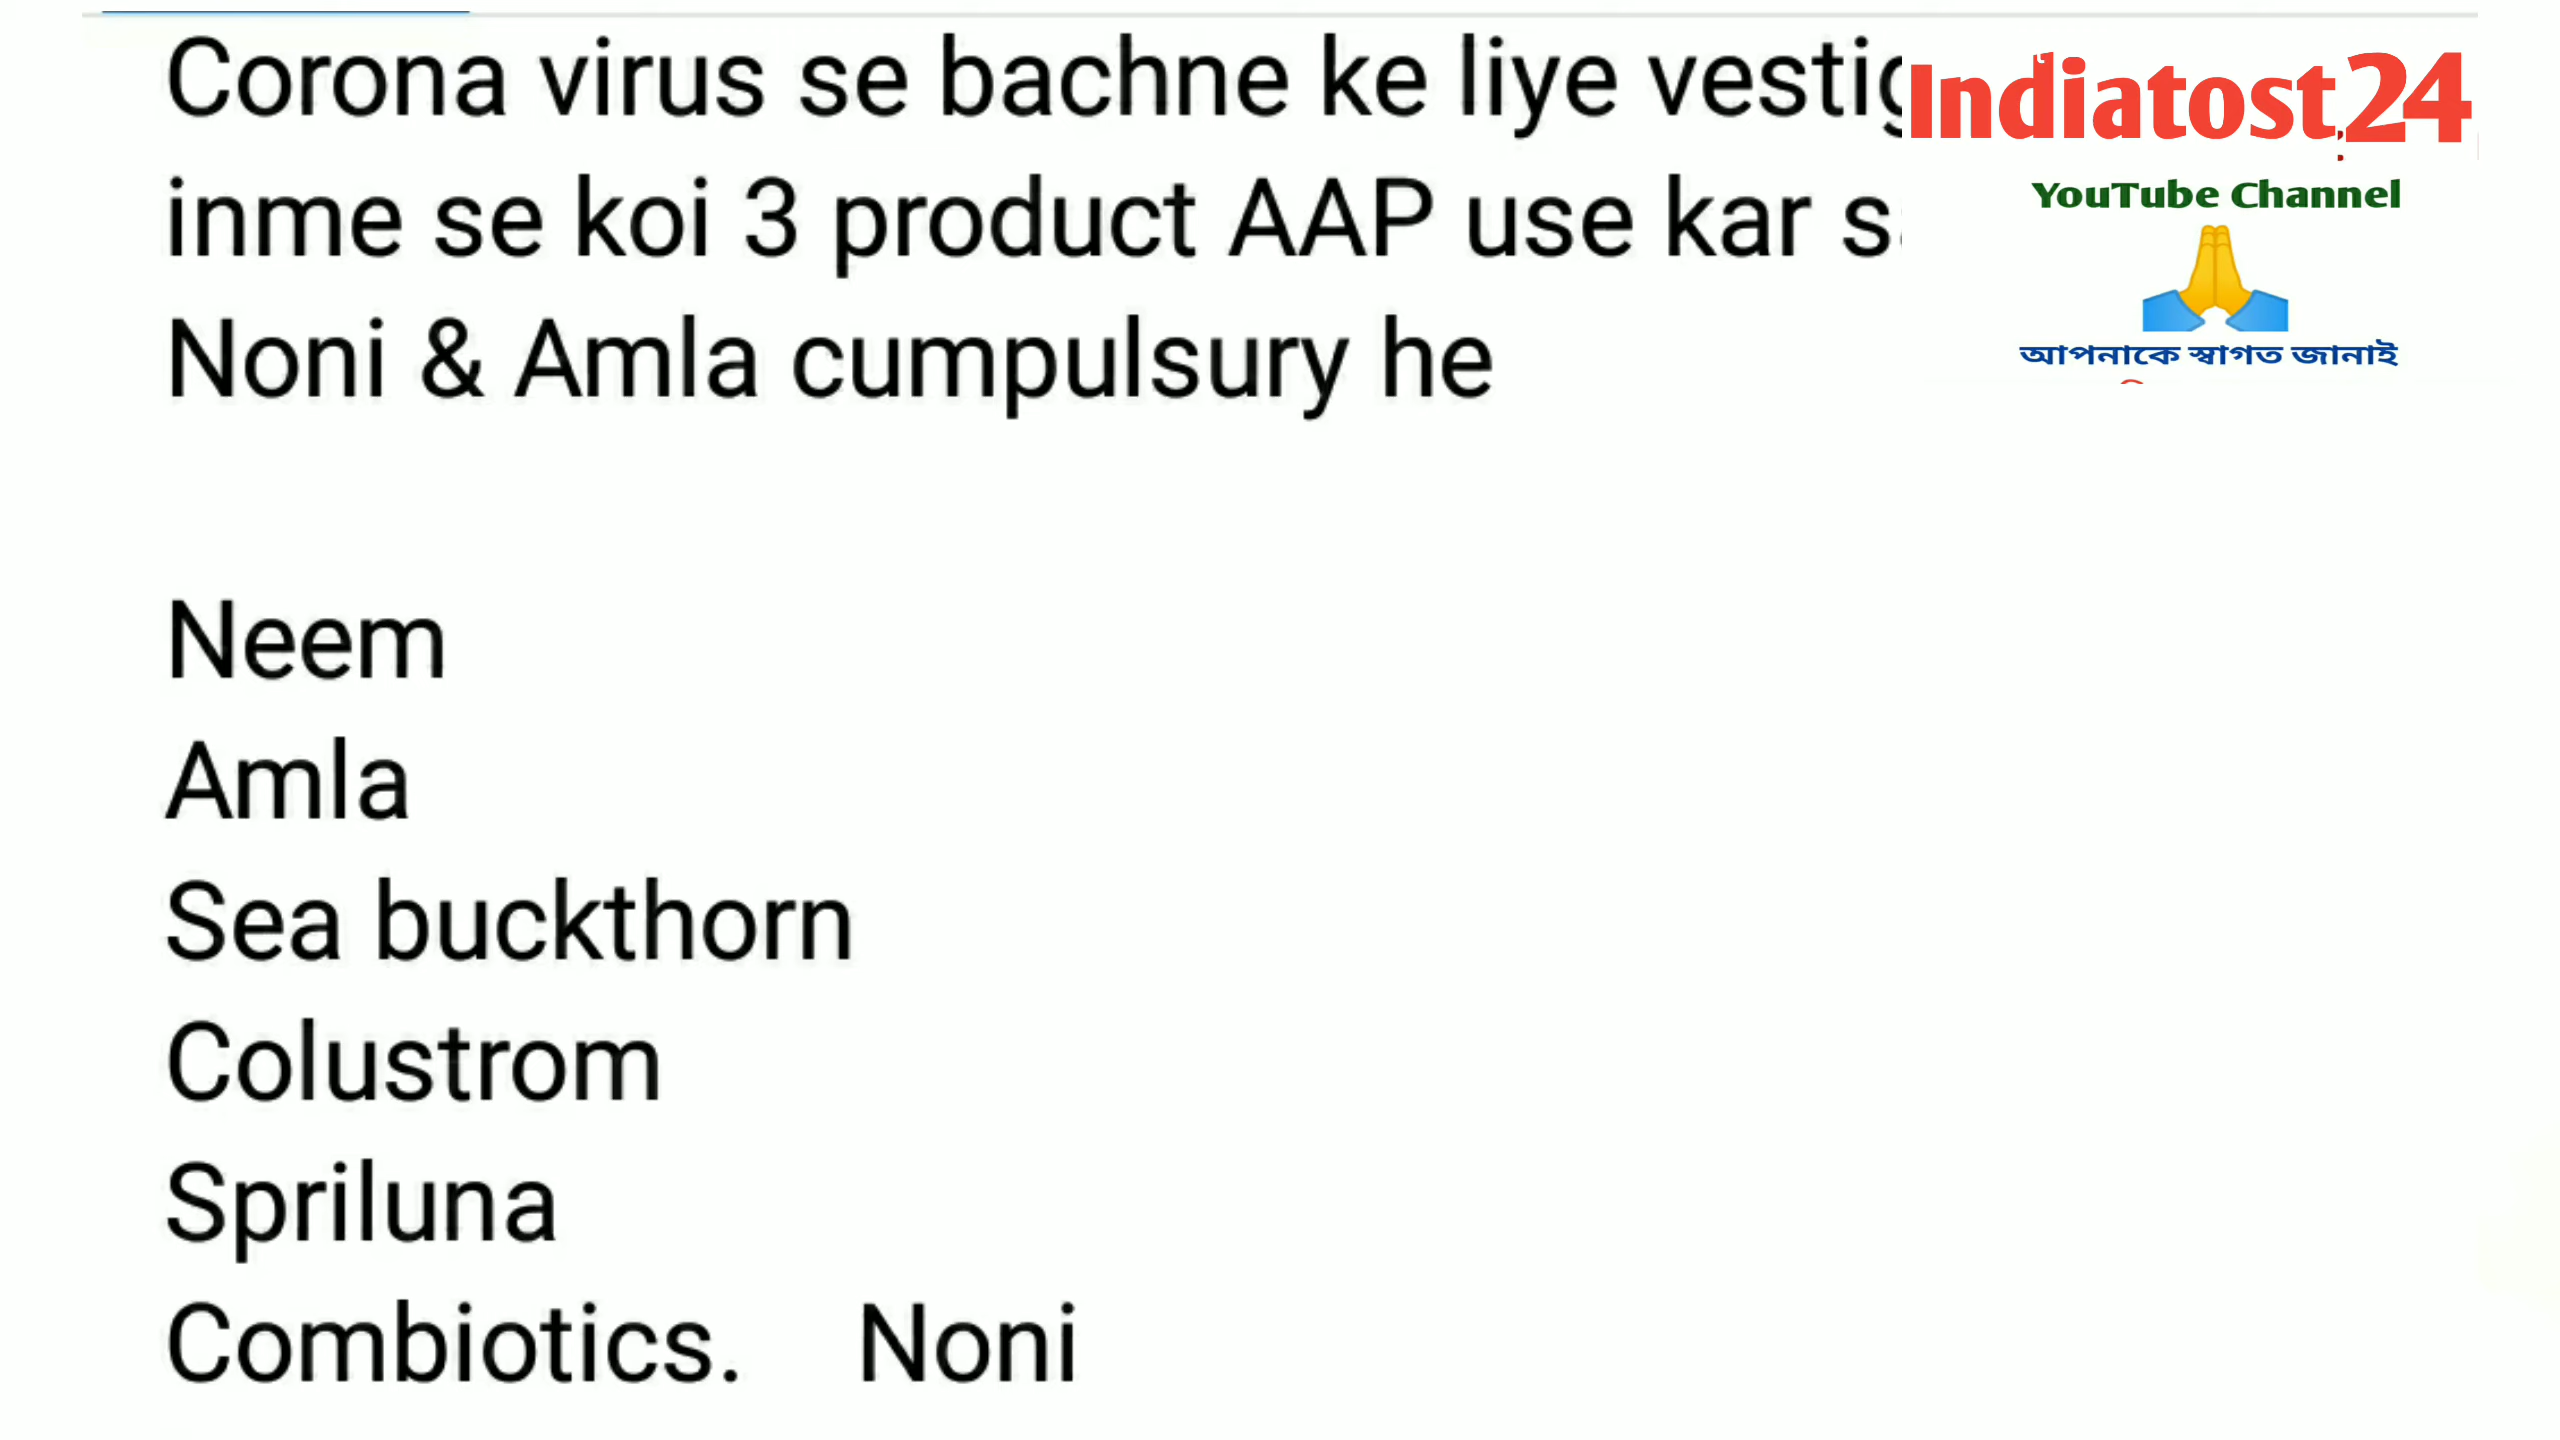 Corona virus se bachne ke liye
inme se koi 3 product AAP use kar
Noni & Amla cumpulsury he
Neem
Amla
Sea buckthorn
Colustrom
Spriluna
Combiotics. Noni
Indiatost24
YouTube Channel
আপনাকে স্বাগত জানাই